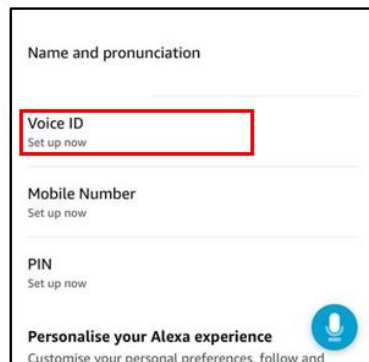 Name and pronunciation
Voice ID
Set up now
Mobile Number
Set up now
PIN
Set up now
Personalise your Alexa experience
Customise your personal preferences, follow and